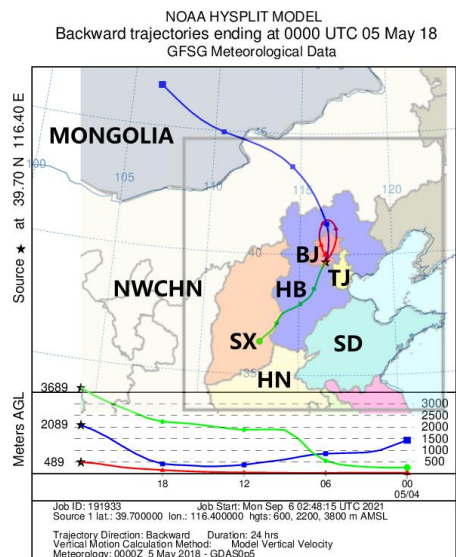 NOAA HYSPLIT MODEL
Backward trajectories ending at 0000 UTC 05 May 18
GFSG Meteorological Data
Source ★ at 39.70 N 116.40 E
MONGOLIA
45
100
105
110
115
120
40
BJ
TJ
NWCHN
HB
SX
SD
35
HN
Meters AGL
3689
2089
489
3000
2500
2000
1500
1000
500
18
12
06
00
05/04
Job ID: 191933 Job Start: Mon Sep 6 02:48:15 UTC 2021
Source 1 lat.: 39.700000 lon.: 116.400000 hgts: 600, 2200, 3800 m AMSL
Trajectory Direction: Backward Duration: 24 hrs
Vertical Motion Calculation Method: Model Vertical Velocity
Meteorology: 0000Z 5 May 2018 - GDAS0p5